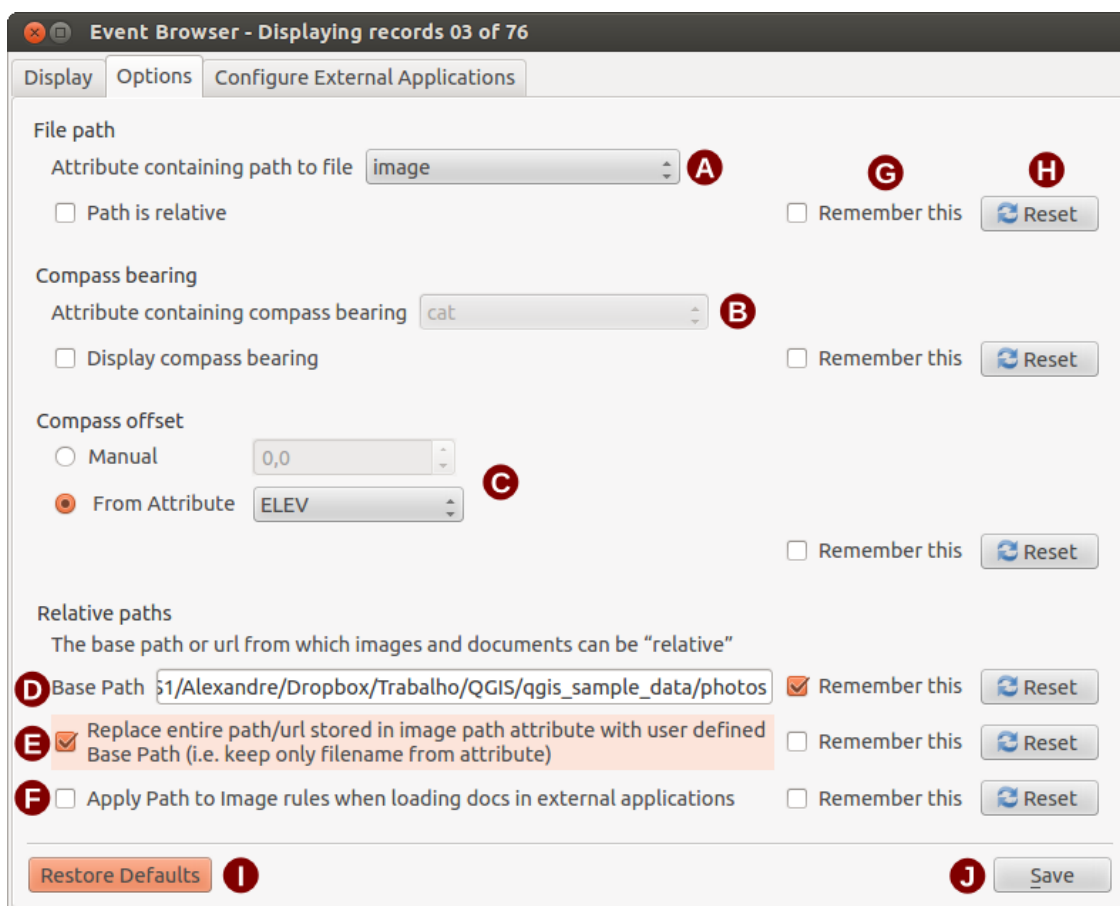 Event Browser - Displaying records 03 of 76
Display Options Configure External Applications
File path
Attribute containing path to file image A G H
Path is relative Remember this Reset
Compass bearing
Attribute containing compass bearing cat B
Display compass bearing Remember this Reset
Compass offset
Manual 0,0
C
From Attribute ELEV
Remember this Reset
Relative paths
The base path or url from which images and documents can be “relative”
D Base Path 51/Alexandre/Dropbox/Trabalho/QGIS/qgis_sample_data/photos Remember this Reset
E Replace entire path/url stored in image path attribute with user defined
Base Path (i.e. keep only filename from attribute) Remember this Reset
F Apply Path to Image rules when loading docs in external applications Remember this Reset
Restore Defaults I J Save